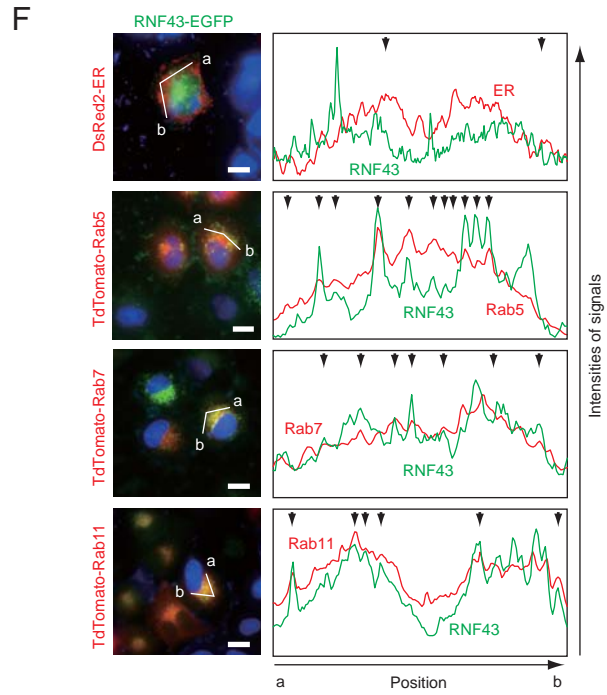 F
RNF43-EGFP
DsRed2-ER
a
b
ER
RNF43
TdTomato-Rab5
a
b
RNF43
Rab5
TdTomato-Rab7
a
b
Rab7
RNF43
TdTomato-Rab11
a
b
Rab11
RNF43
Intensities of signals
a Position b